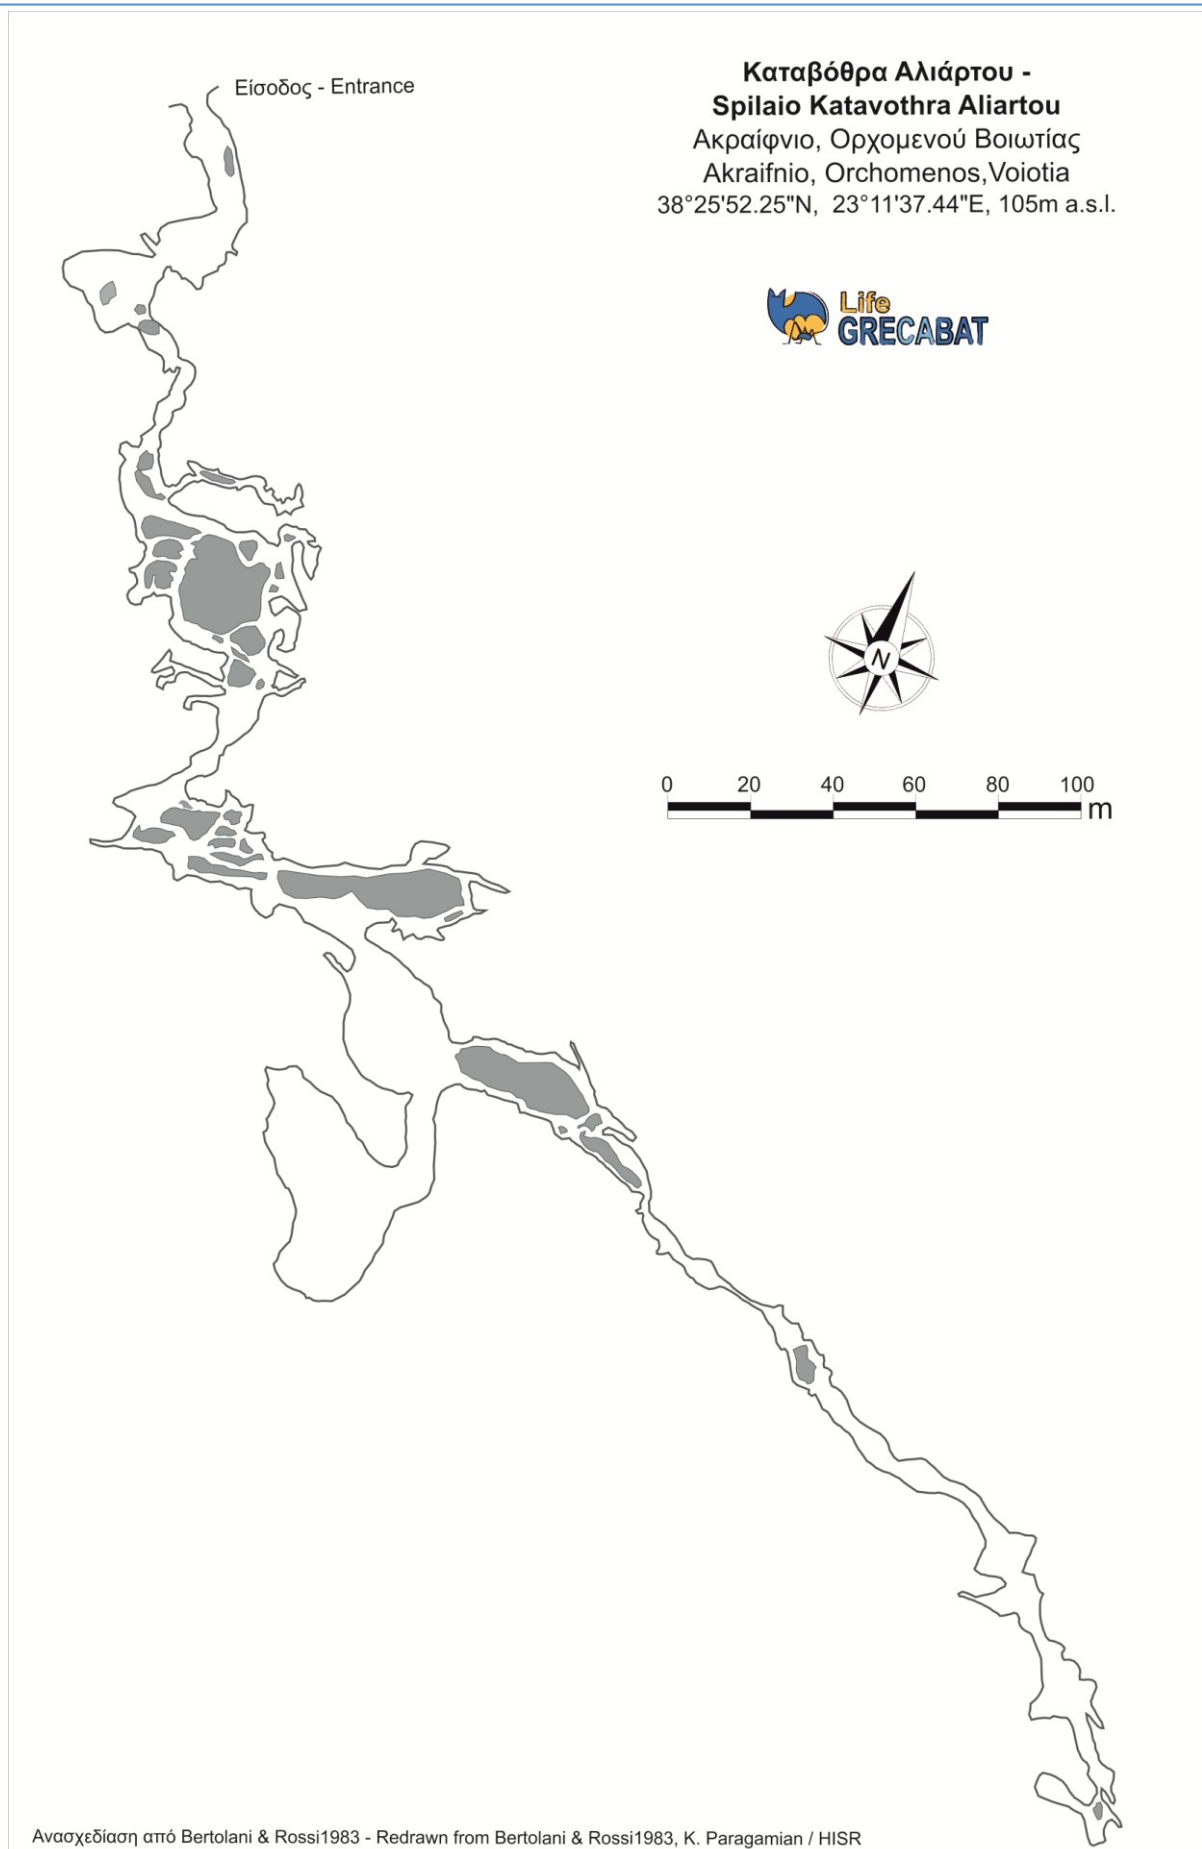 Είσοδος - Entrance
Καταβόθρα Αλιάρτου -
Spilaio Katavothra Aliartou
Ακραίφνιο, Ορχομενού Βοιωτίας
Akraifnio, Orchomenos,Voiotia
38°25'52.25"N, 23°11'37.44"E, 105m a.s.l.
Life
GRECABAT
N
0 20 40 60 80 100
m
Ανασχεδίαση από Bertolani & Rossi1983 - Redrawn from Bertolani & Rossi1983, K. Paragamian / HISR